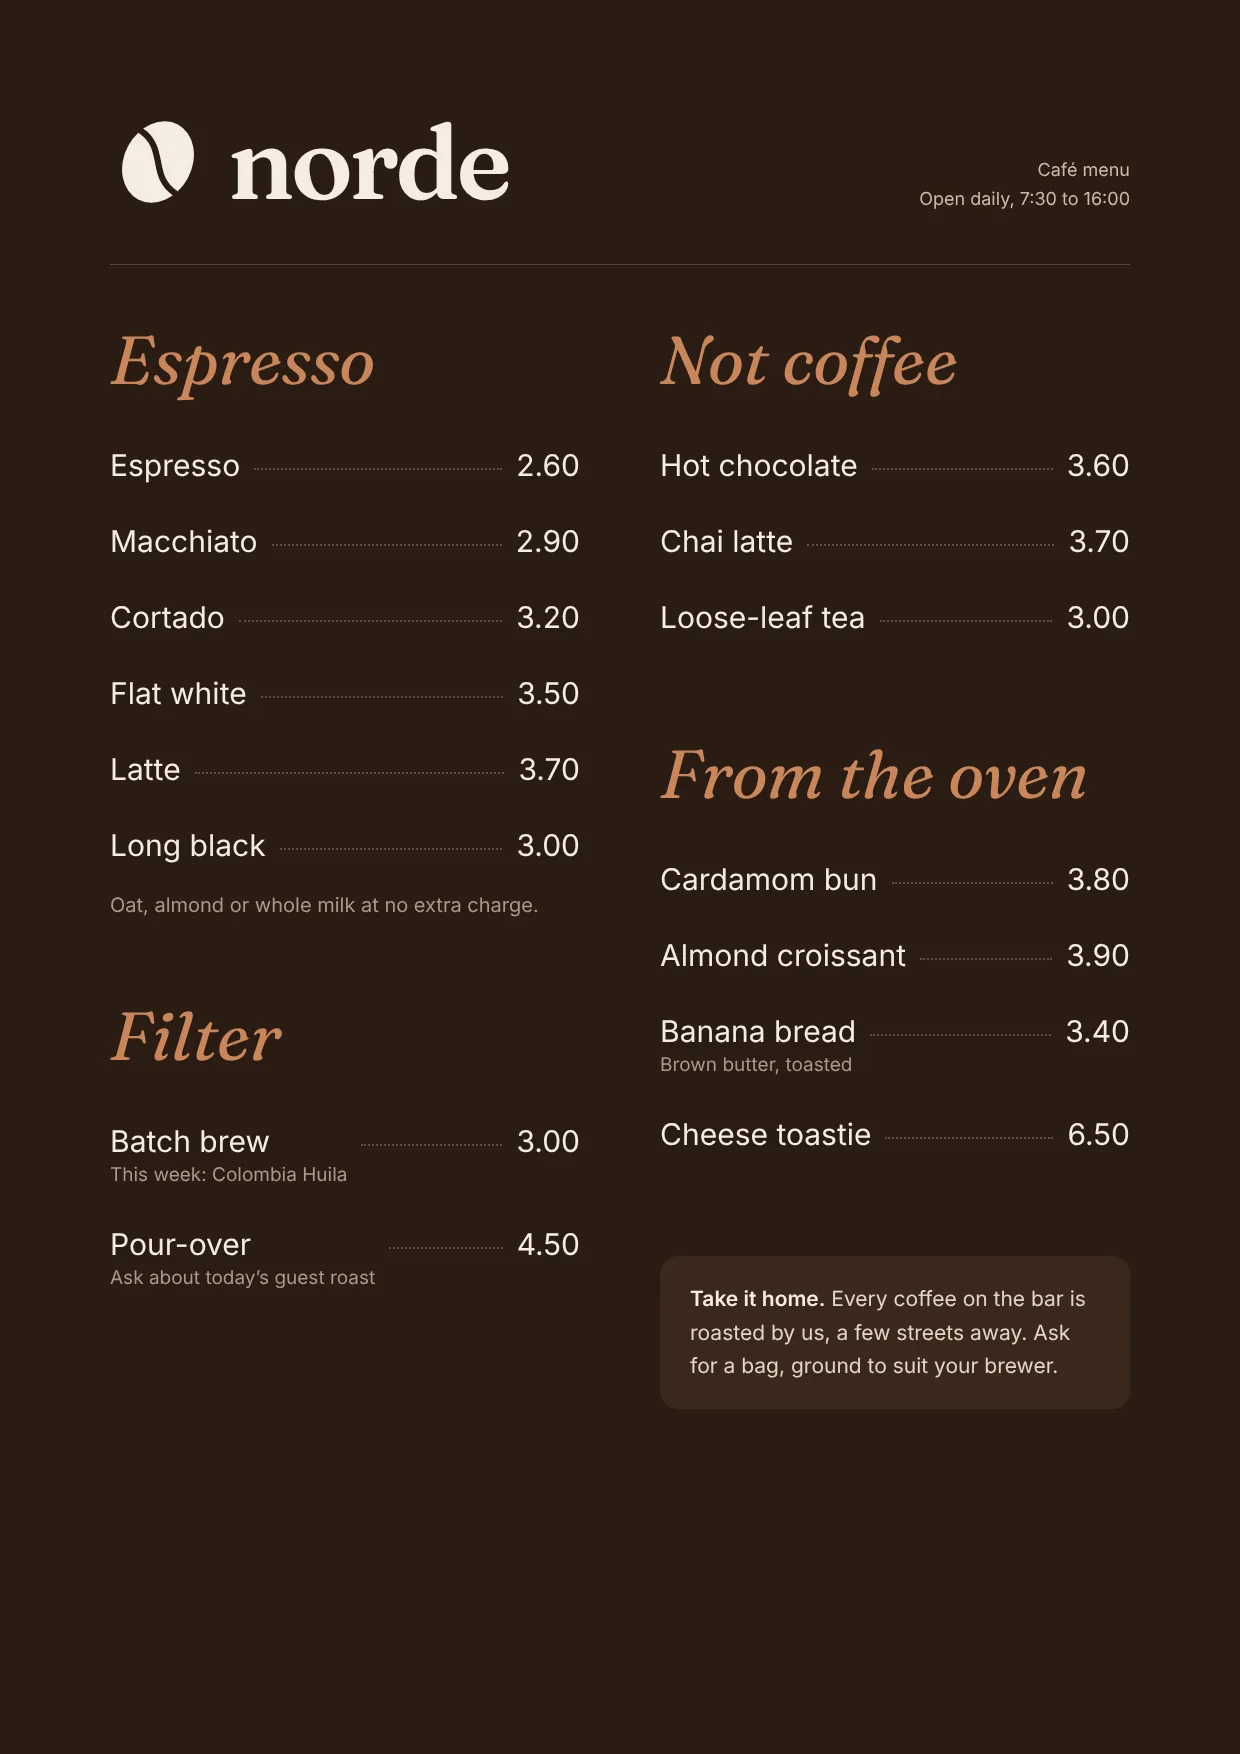 norde
Café menu
Open daily, 7:30 to 16:00
Espresso
Espresso 2.60
Macchiato 2.90
Cortado 3.20
Flat white 3.50
Latte 3.70
Long black 3.00
Oat, almond or whole milk at no extra charge.
Filter
Batch brew 3.00
This week: Colombia Huila
Pour-over 4.50
Ask about today’s guest roast
Not coffee
Hot chocolate 3.60
Chai latte 3.70
Loose-leaf tea 3.00
From the oven
Cardamom bun 3.80
Almond croissant 3.90
Banana bread 3.40
Brown butter, toasted
Cheese toastie 6.50
Take it home. Every coffee on the bar is
roasted by us, a few streets away. Ask
for a bag, ground to suit your brewer.